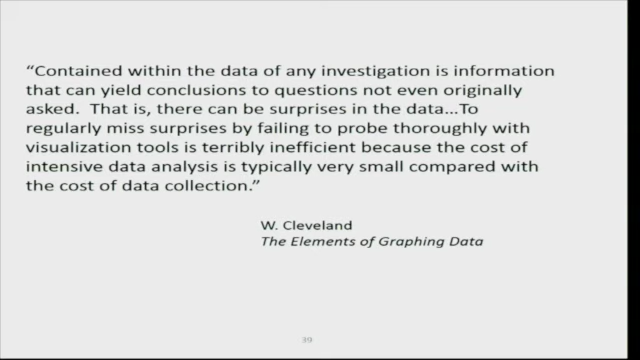 “Contained within the data of any investigation is information
that can yield conclusions to questions not even originally
asked.  That is, there can be surprises in the data…To
regularly miss surprises by failing to probe thoroughly with
visualization tools is terribly inefficient because the cost of
intensive data analysis is typically very small compared with
the cost of data collection.”
W. Cleveland
The Elements of Graphing Data
39